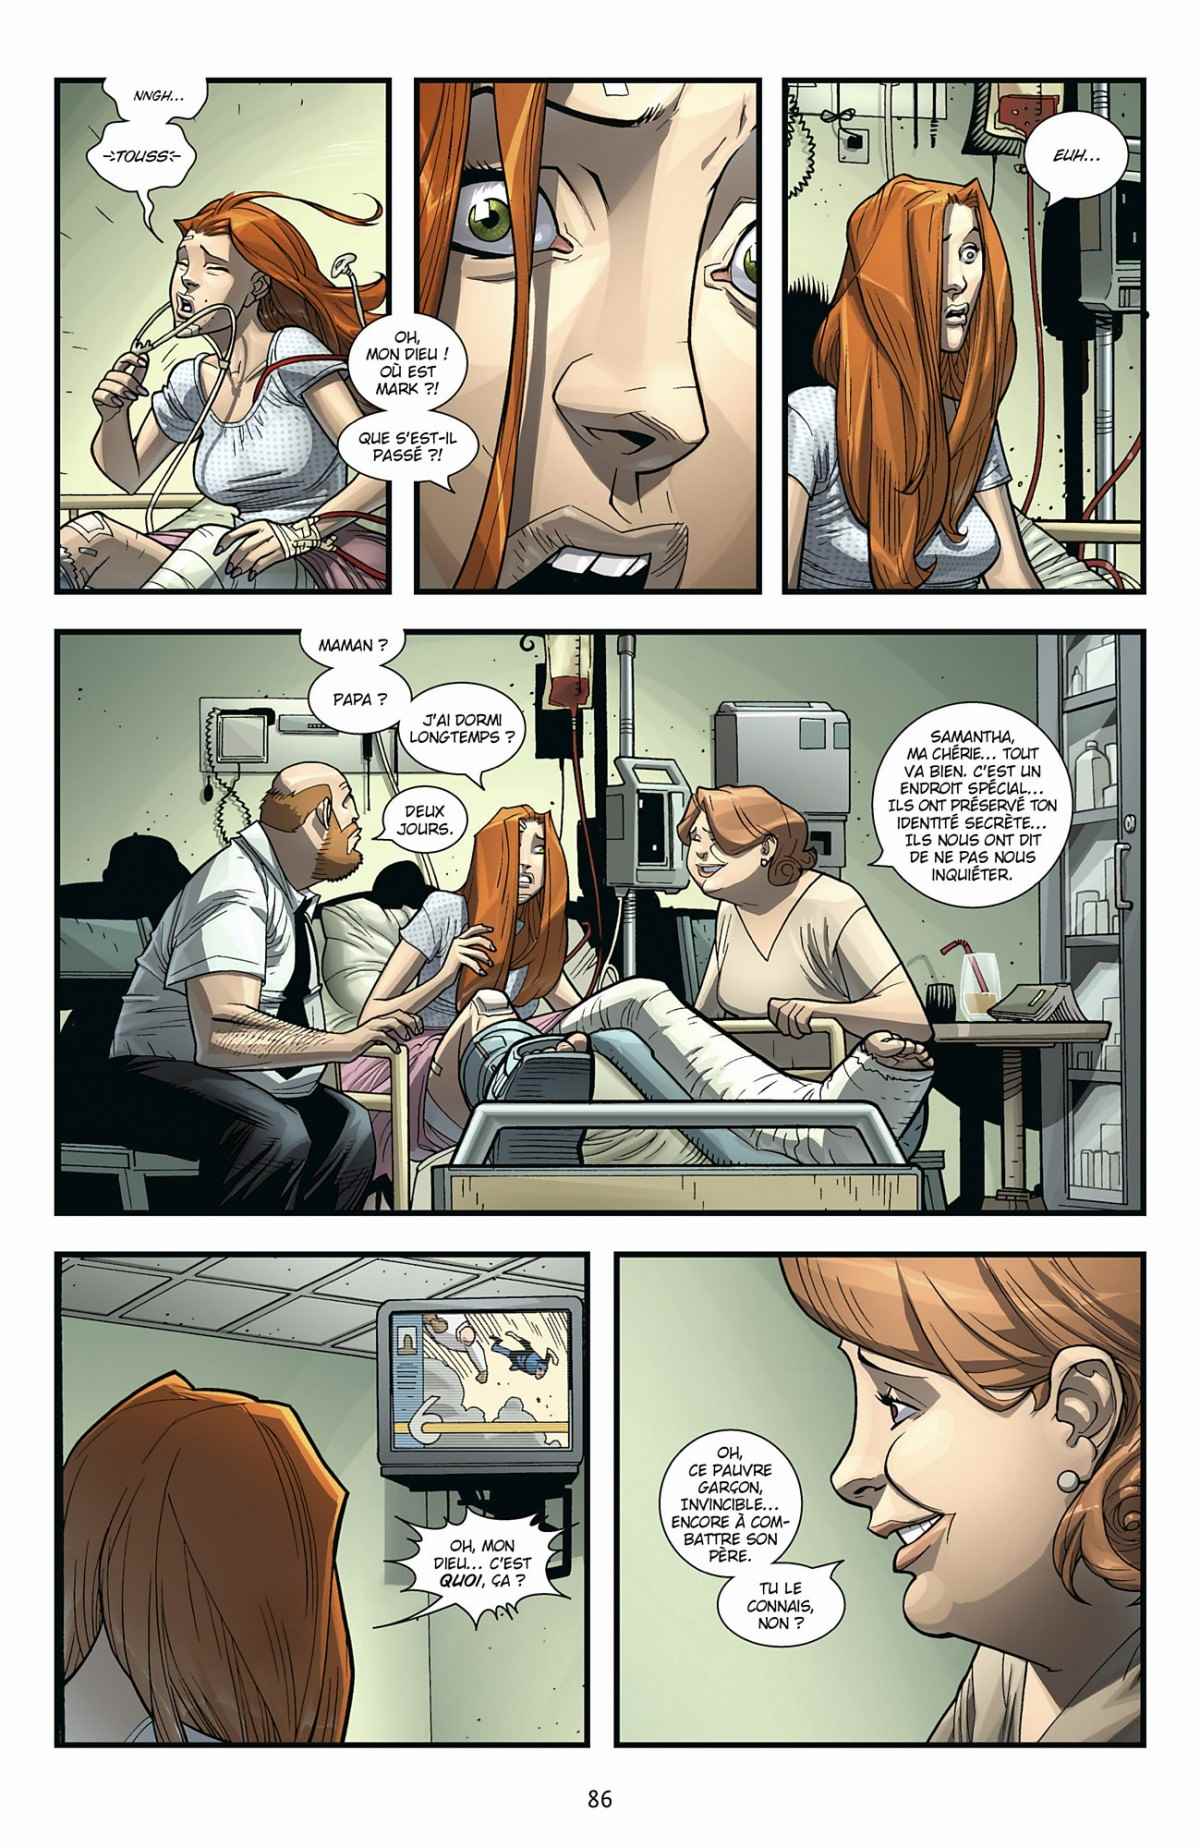 NNGH...
-TOUSS-
OH,
MON DIEU !
OÙ EST
MARK ?!
QUE S'EST-IL
PASSÉ ?!
EUH...
MAMAN ?
PAPA ?
J'AI DORMI
LONGTEMPS ?
DEUX
JOURS.
SAMANTHA,
MA CHÉRIE... TOUT
VA BIEN. C'EST UN
ENDROIT SPÉCIAL...
ILS ONT PRÉSERVÉ TON
IDENTITÉ SECRÈTE...
ILS NOUS ONT DIT
DE NE PAS NOUS
INQUIÉTER.
6
OH, MON
DIEU... C'EST
QUOI, ÇA ?
OH,
CE PAUVRE
GARÇON,
INVINCIBLE...
ENCORE À COM-
BATTRE SON
PÈRE.
TU LE
CONNAIS,
NON ?
86